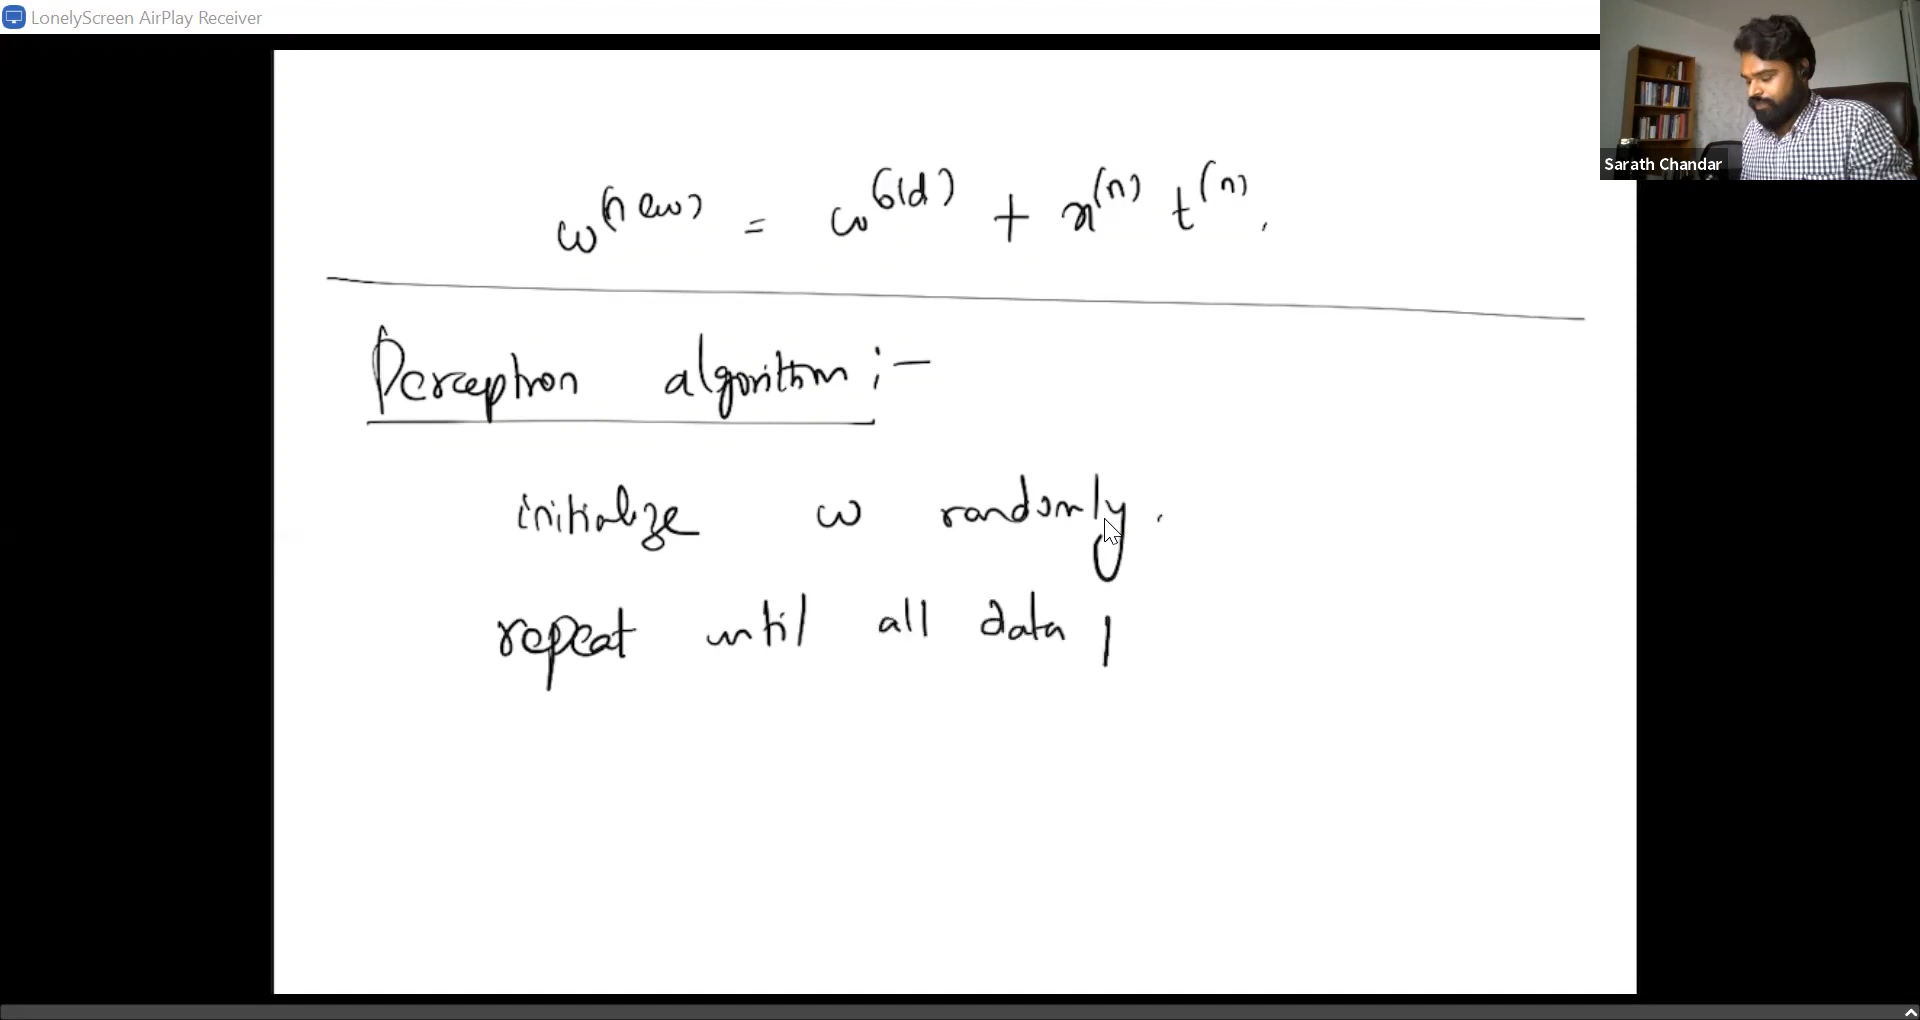 LonelyScreen AirPlay Receiver
Sarath Chandar
w^(new) = w^(old) + x^(n) t^(n).
Perceptron algorithm :-
initialize w randomly.
repeat until all data